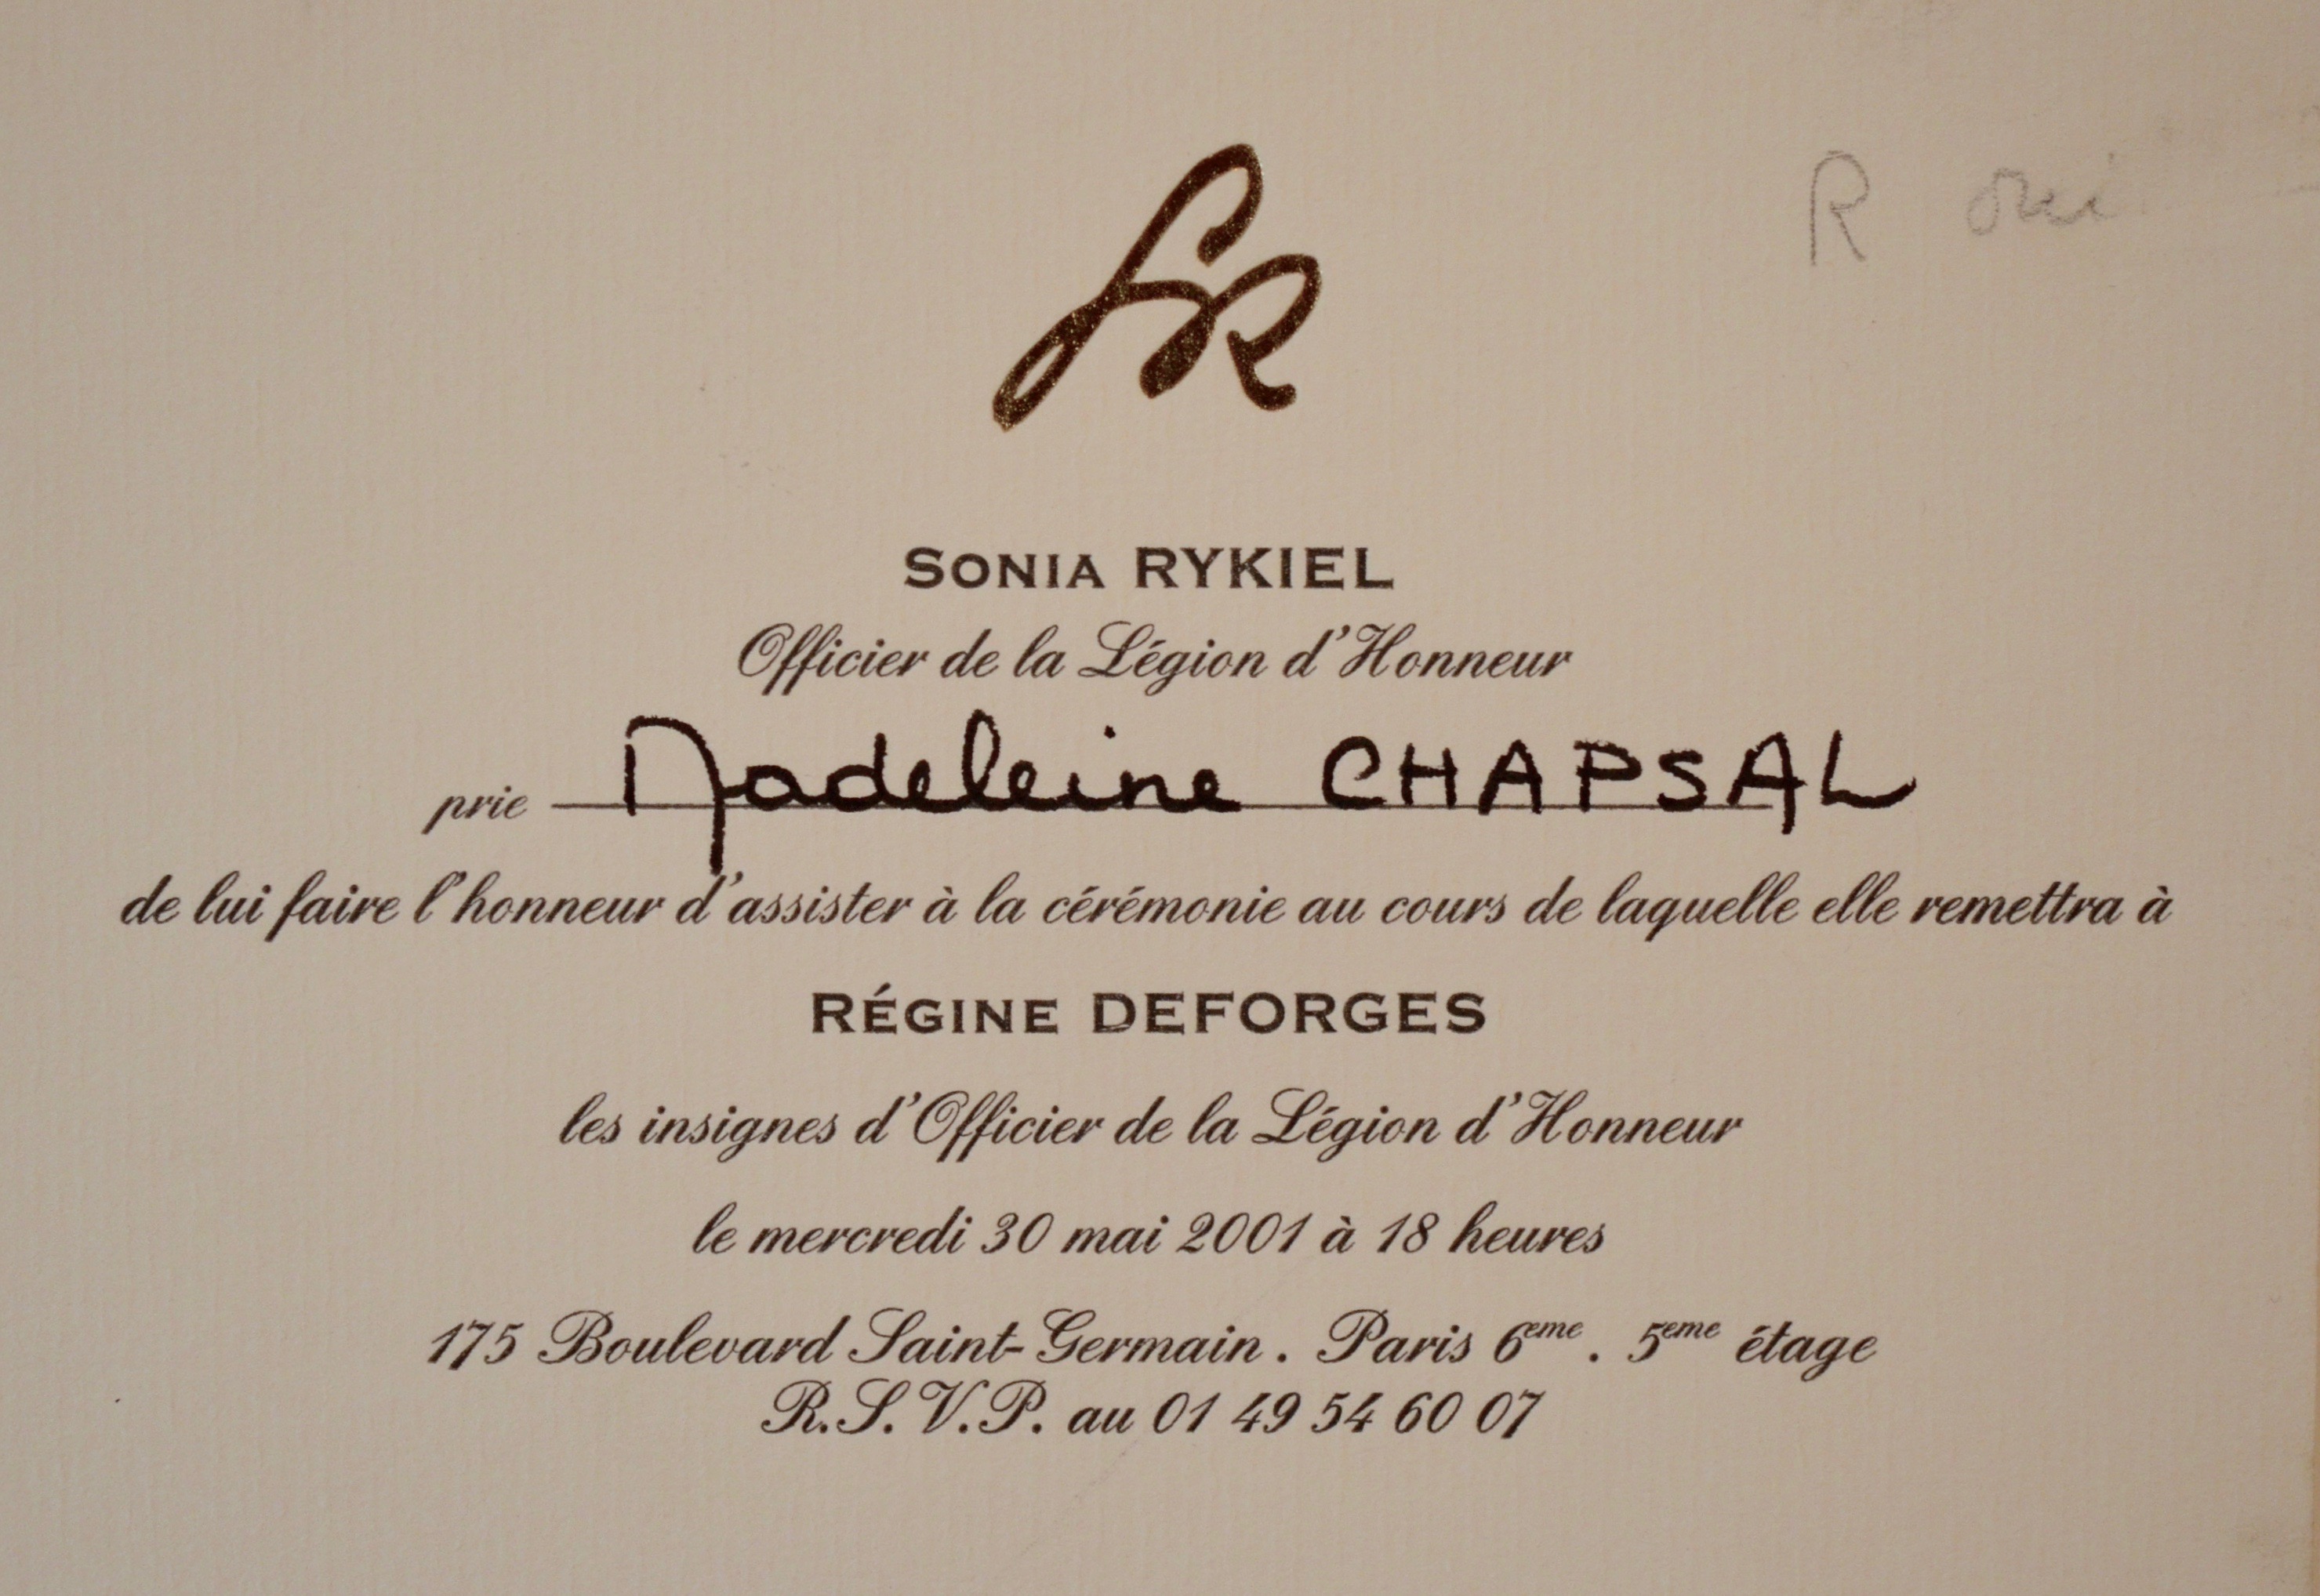 SR
R oui
SONIA RYKIEL
Officier de la Légion d'Honneur
prie Madeleine CHAPSAL
de lui faire l'honneur d'assister à la cérémonie au cours de laquelle elle remettra à
RÉGINE DEFORGES
les insignes d'Officier de la Légion d'Honneur
le mercredi 30 mai 2001 à 18 heures
175 Boulevard Saint-Germain . Paris 6eme . 5eme étage
R.S.V.P. au 01 49 54 60 07